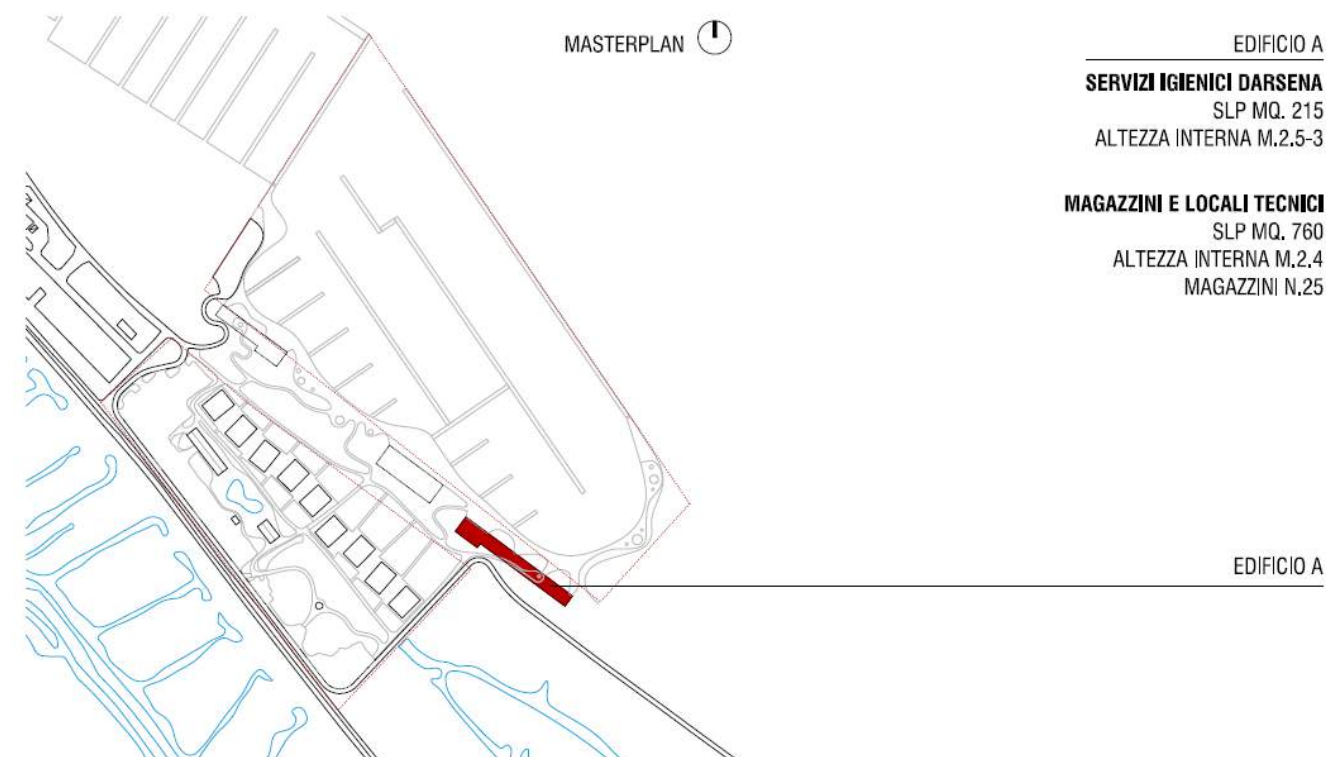 MASTERPLAN
EDIFICIO A
SERVIZI IGIENICI DARSENA
SLP MQ. 215
ALTEZZA INTERNA M.2.5-3
MAGAZZINI E LOCALI TECNICI
SLP MQ. 760
ALTEZZA INTERNA M.2.4
MAGAZZINI N.25
EDIFICIO A